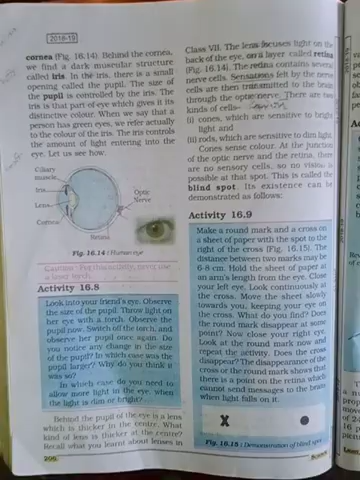 2018-19
cornea (Fig. 16.14). Behind the cornea,
we find a dark muscular structure
called iris. In the iris, there is a small
opening called the pupil. The size of
the pupil is controlled by the iris. The
iris is that part of eye which gives it its
distinctive colour. When we say that a
person has green eyes, we refer actually
to the colour of the iris. The iris controls
the amount of light entering into the
eye. Let us see how.
Ciliary
muscle
Iris
Lens
Cornea
Optic
Nerve
Retina
Fig. 16.14 : Human eye
Caution : For this activity, never use
a laser torch.
Activity 16.8
Look into your friend's eye. Observe
the size of the pupil. Throw light on
her eye with a torch. Observe the
pupil now. Switch off the torch, and
observe her pupil once again. Do
you notice any change in the size
of the pupil? In which case was the
pupil larger? Why do you think it
was so?
In which case do you need to
allow more light in the eye, when
the light is dim or bright?
Behind the pupil of the eye is a lens
which is thicker in the centre. What
kind of lens is thicker at the centre?
Recall what you learnt about lenses in
206
Class VII. The lens focuses light on the
back of the eye, on a layer called retina
(Fig. 16.14). The retina contains several
nerve cells. Sensations felt by the nerve
cells are then transmitted to the brain
through the optic nerve. There are two
kinds of cells-
(i) cones, which are sensitive to bright
light and
(ii) rods, which are sensitive to dim light.
Cones sense colour. At the junction
of the optic nerve and the retina, there
are no sensory cells, so no vision is
possible at that spot. This is called the
blind spot. Its existence can be
demonstrated as follows:
Activity 16.9
Make a round mark and a cross on
a sheet of paper with the spot to the
right of the cross (Fig. 16.15). The
distance between two marks may be
6-8 cm. Hold the sheet of paper at
an arm's length from the eye. Close
your left eye. Look continuously at
the cross. Move the sheet slowly
towards you, keeping your eye on
the cross. What do you find? Does
the round mark disappear at some
point? Now close your right eye.
Look at the round mark now and
repeat the activity. Does the cross
disappear? The disappearance of the
cross or the round mark shows that
there is a point on the retina which
cannot send messages to the brain
when light falls on it.
X
Fig. 16.15 : Demonstration of blind spot
Science